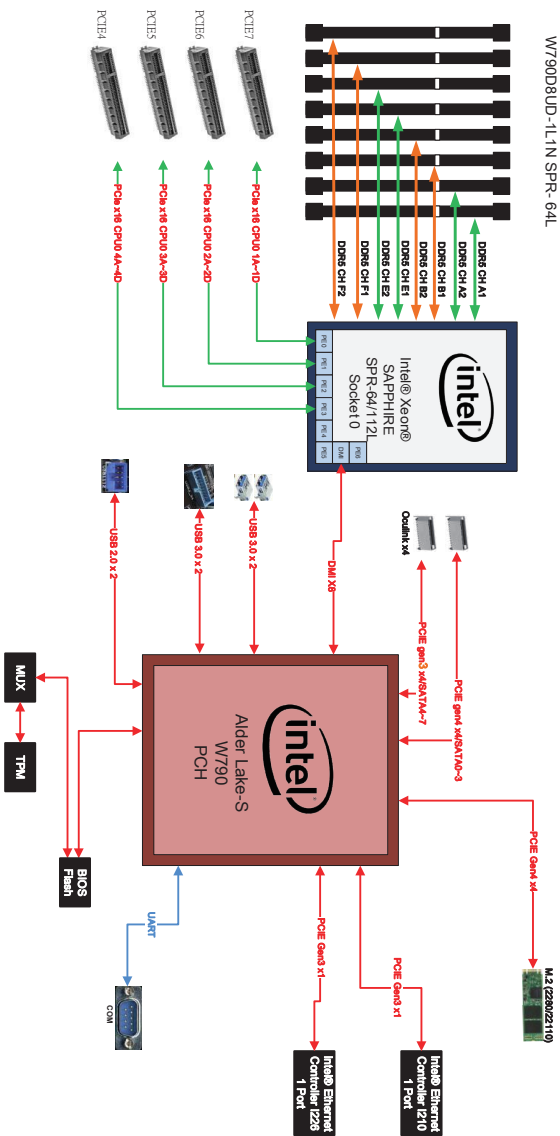 W790D8UD-1L1N SPR- 64L
DDR5 CH A1
DDR5 CH A2
DDR5 CH B1
DDR5 CH B2
DDR5 CH E1
DDR5 CH E2
DDR5 CH F1
DDR5 CH F2
PCIE7
PCIE6
PCIE5
PCIE4
PCIe x16 CPU0 1A~1D
PCIe x16 CPU0 2A~2D
PCIe x16 CPU0 3A~3D
PCIe x16 CPU0 4A~4D
intel
Intel® Xeon®
SAPPHIRE
SPR-64/112L
Socket 0
PE0
PE1
PE2
PE3
PE4
PE5
DMI
PE6
Oculink x4
PCIE gen4 x4/SATA0~3
PCIE gen3 x4/SATA4~7
DMI X8
USB 3.0 x 2
USB 3.0 x 2
USB 2.0 x 2
intel
Alder Lake-S
W790
PCH
PCIE Gen4 x4
M.2 (2280/22110)
MUX
TPM
BIOS
Flash
UART
COM
PCIE Gen3 x1
PCIE Gen3 x1
Intel® Ethernet
Controller I210
1 Port
Intel® Ethernet
Controller I226
1 Port